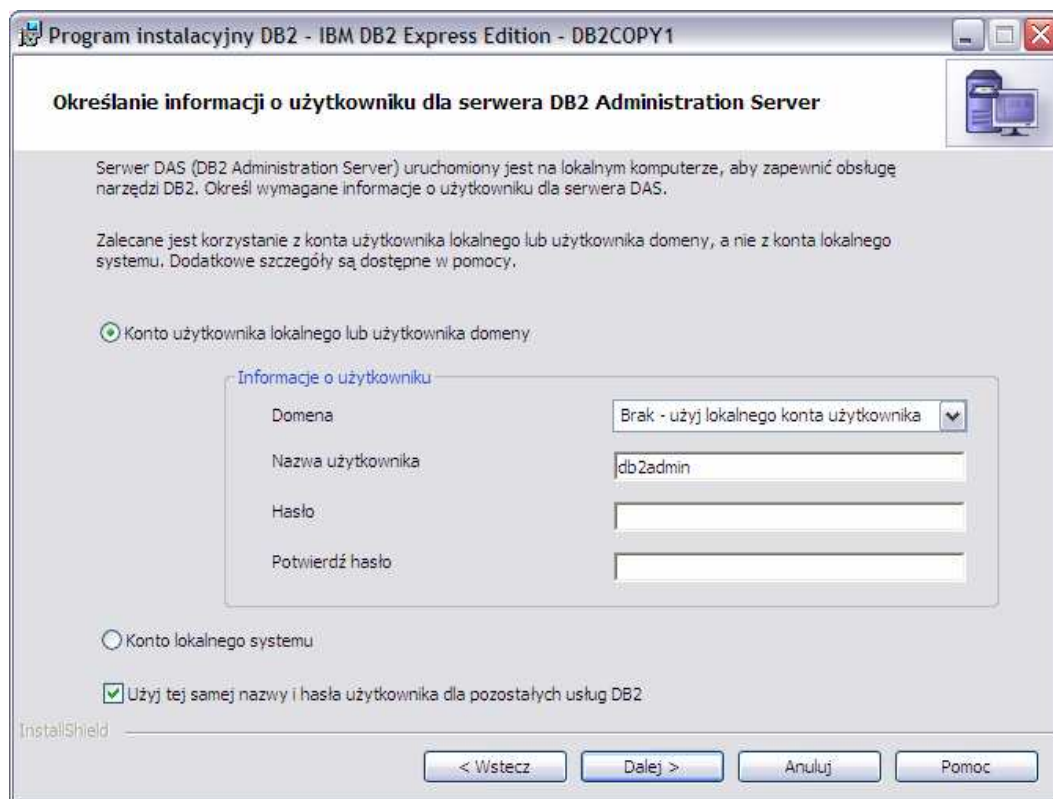 Program instalacyjny DB2 - IBM DB2 Express Edition - DB2COPY1
Określanie informacji o użytkowniku dla serwera DB2 Administration Server
Serwer DAS (DB2 Administration Server) uruchomiony jest na lokalnym komputerze, aby zapewnić obsługę
narzędzi DB2. Określ wymagane informacje o użytkowniku dla serwera DAS.
Zalecane jest korzystanie z konta użytkownika lokalnego lub użytkownika domeny, a nie z konta lokalnego
systemu. Dodatkowe szczegóły są dostępne w pomocy.
Konto użytkownika lokalnego lub użytkownika domeny
Informacje o użytkowniku
Domena Brak - użyj lokalnego konta użytkownika
Nazwa użytkownika db2admin
Hasło
Potwierdź hasło
Konto lokalnego systemu
Użyj tej samej nazwy i hasła użytkownika dla pozostałych usług DB2
InstallShield
< Wstecz Dalej > Anuluj Pomoc